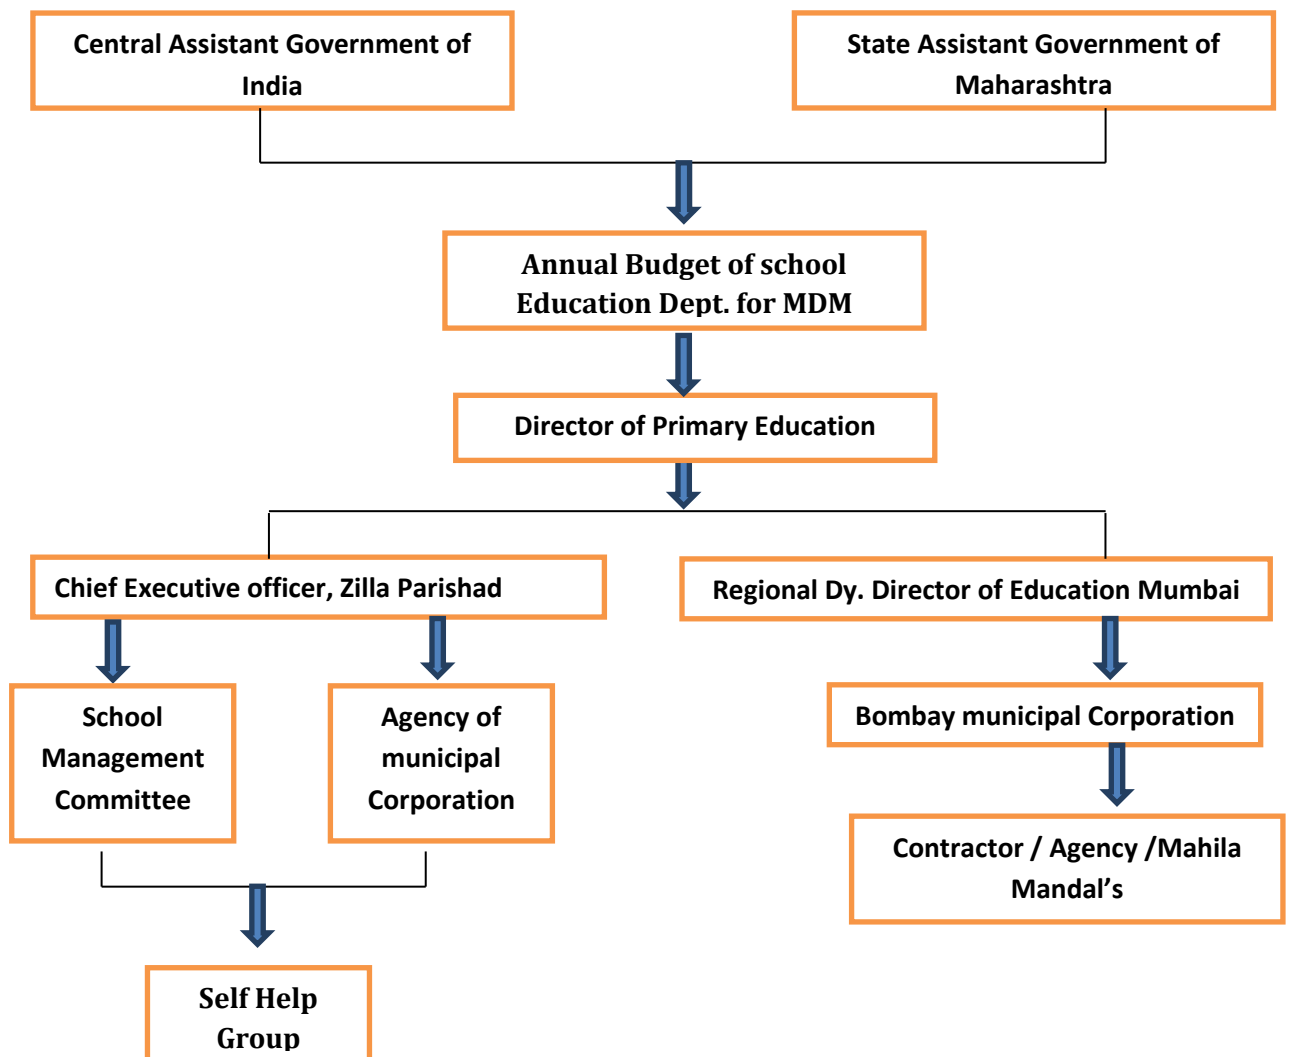 Central Assistant Government of
India
State Assistant Government of
Maharashtra
Annual Budget of school
Education Dept. for MDM
Director of Primary Education
Chief Executive officer, Zilla Parishad
Regional Dy. Director of Education Mumbai
School
Management
Committee
Agency of
municipal
Corporation
Bombay municipal Corporation
Contractor / Agency /Mahila
Mandal’s
Self Help
Group